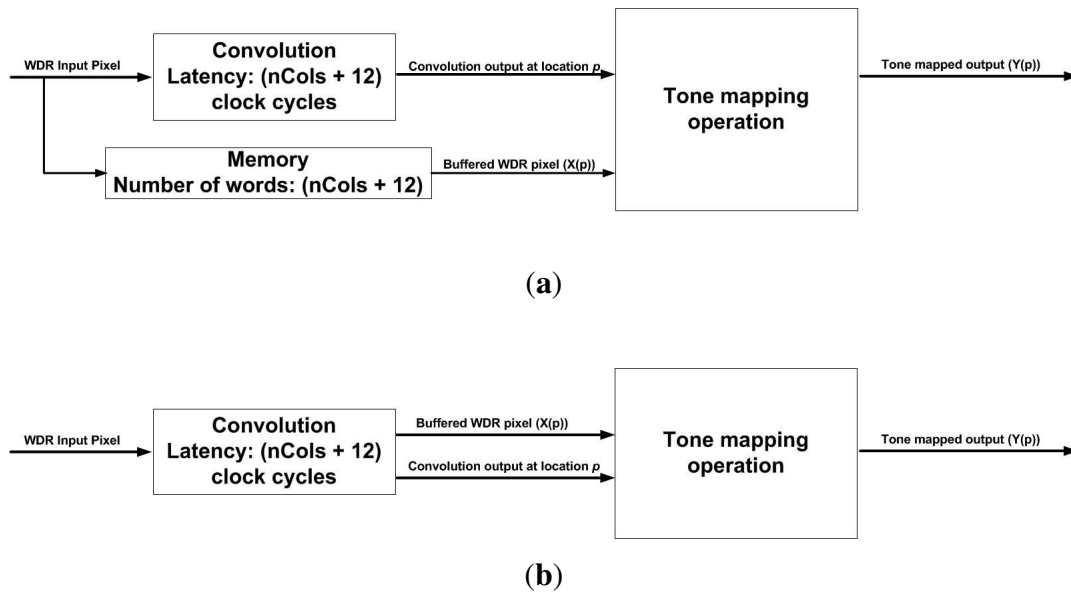 WDR Input Pixel
Convolution
Latency: (nCols + 12)
clock cycles
Convolution output at location p
Memory
Number of words: (nCols + 12)
Buffered WDR pixel (X(p))
Tone mapping
operation
Tone mapped output (Y(p))
(a)
WDR Input Pixel
Convolution
Latency: (nCols + 12)
clock cycles
Buffered WDR pixel (X(p))
Convolution output at location p
Tone mapping
operation
Tone mapped output (Y(p))
(b)